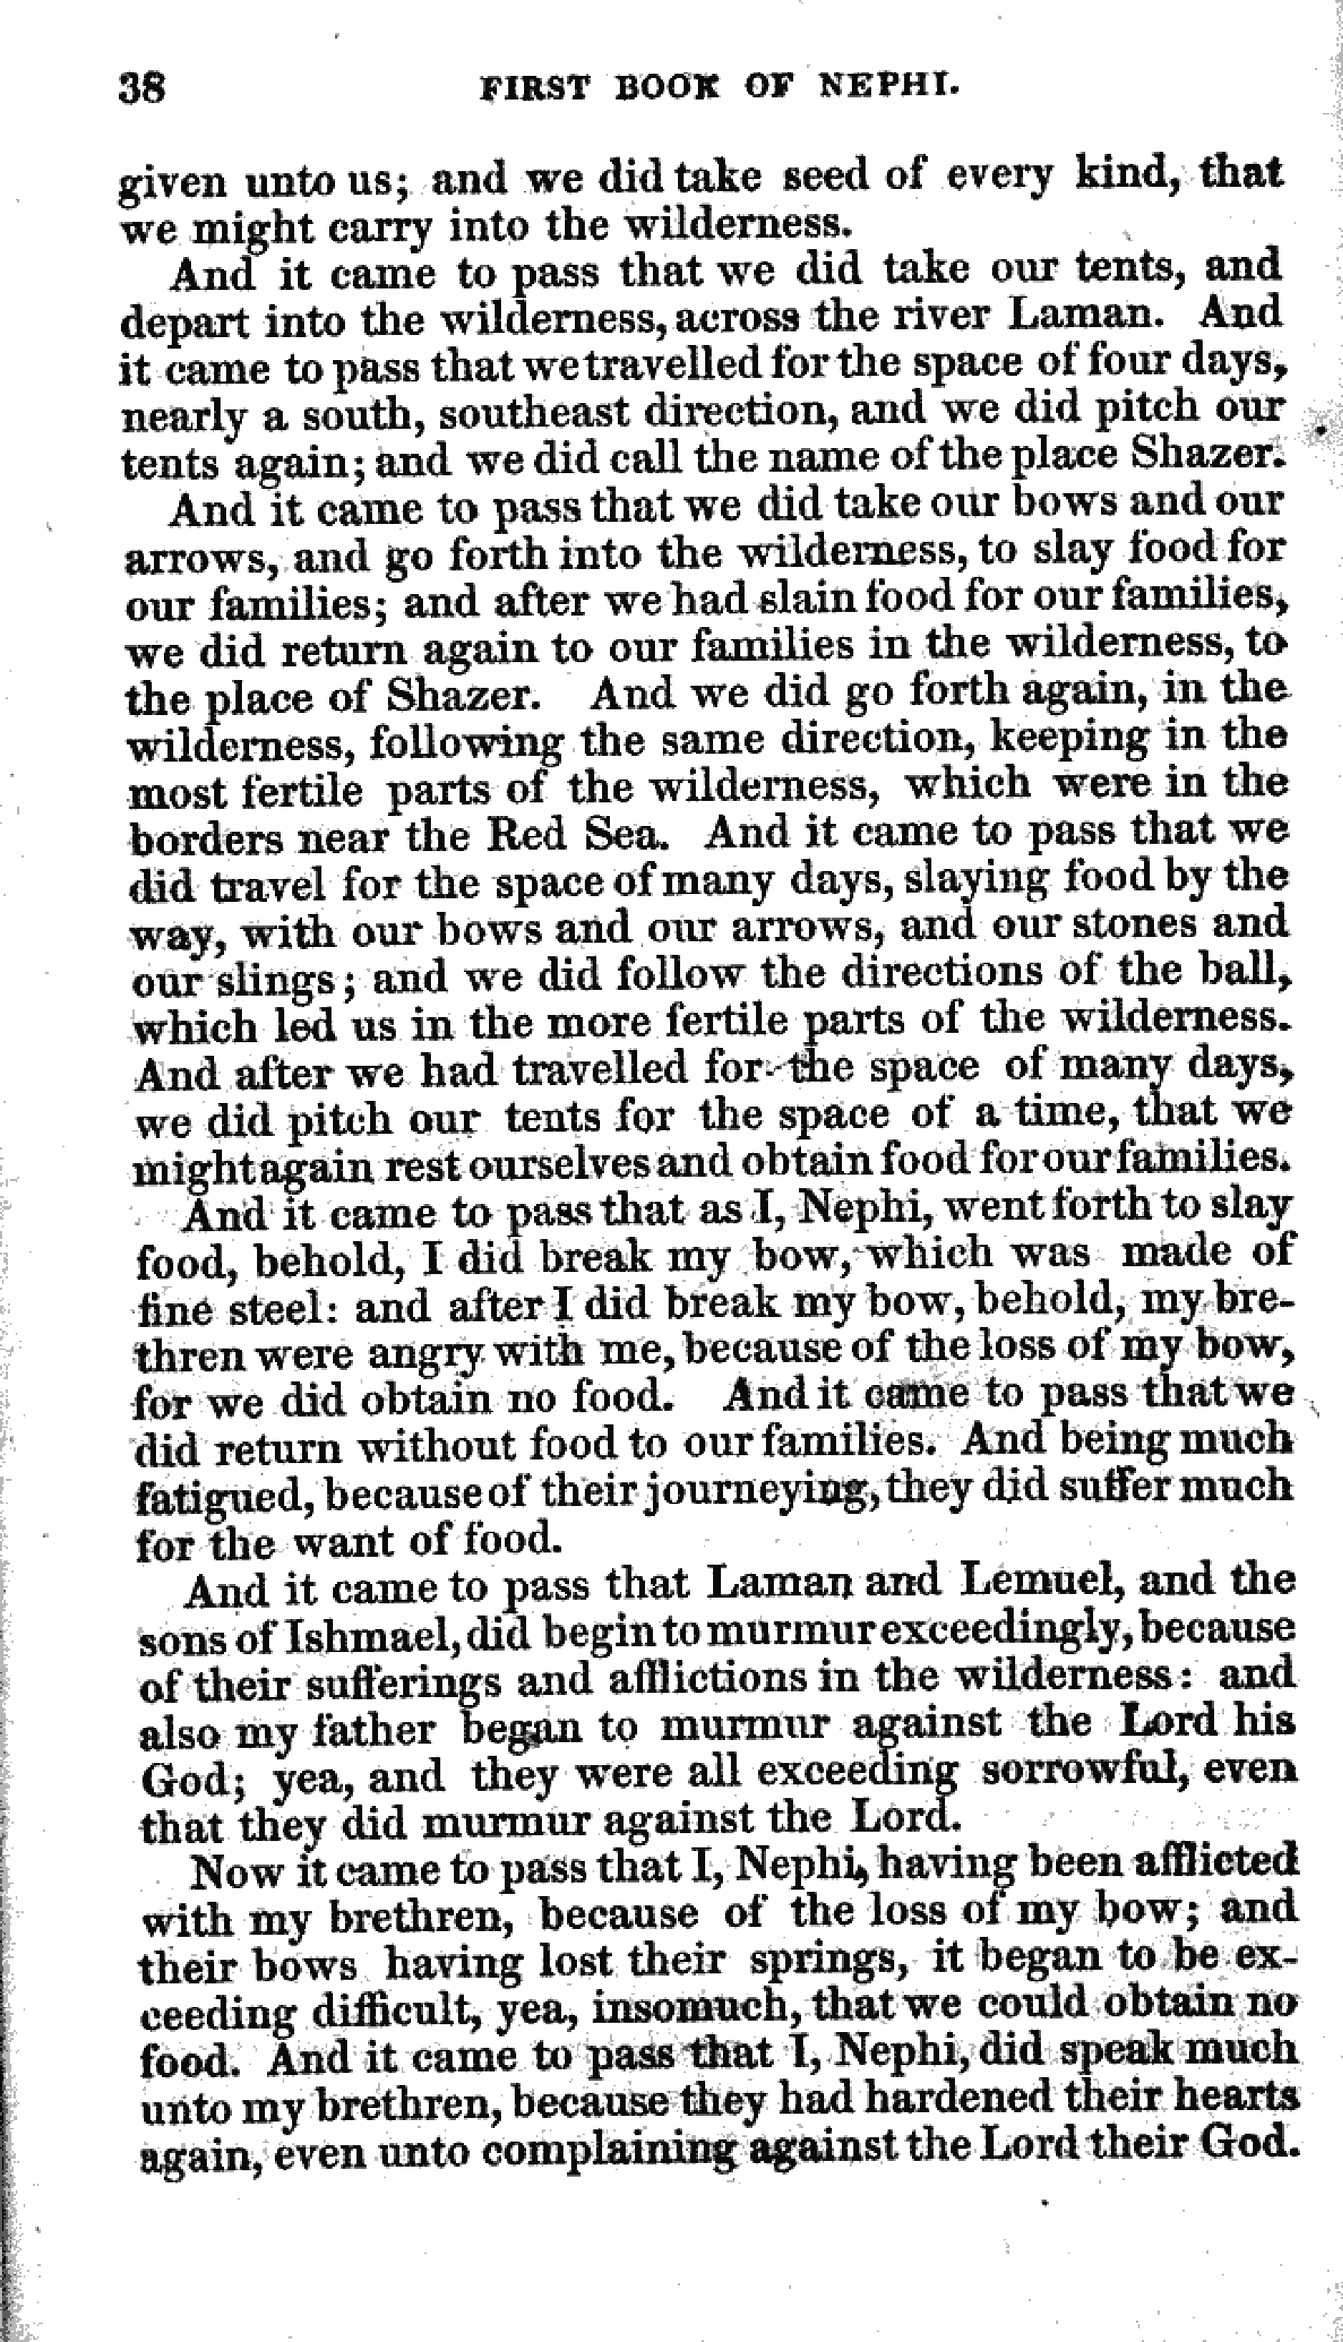 38 FIRST BOOK OF NEPHI.
given unto us; and we did take seed of every kind, that
we might carry into the wilderness.
And it came to pass that we did take our tents, and
depart into the wilderness, across the river Laman. And
it came to pass that we travelled for the space of four days,
nearly a south, southeast direction, and we did pitch our
tents again; and we did call the name of the place Shazer.
And it came to pass that we did take our bows and our
arrows, and go forth into the wilderness, to slay food for
our families; and after we had slain food for our families,
we did return again to our families in the wilderness, to
the place of Shazer. And we did go forth again, in the
wilderness, following the same direction, keeping in the
most fertile parts of the wilderness, which were in the
borders near the Red Sea. And it came to pass that we
did travel for the space of many days, slaying food by the
way, with our bows and our arrows, and our stones and
our slings; and we did follow the directions of the ball,
which led us in the more fertile parts of the wilderness.
And after we had travelled for the space of many days,
we did pitch our tents for the space of a time, that we
might again rest ourselves and obtain food for our families.
And it came to pass that as I, Nephi, went forth to slay
food, behold, I did break my bow, which was made of
fine steel: and after I did break my bow, behold, my bre-
thren were angry with me, because of the loss of my bow,
for we did obtain no food. And it came to pass that we
did return without food to our families. And being much
fatigued, because of their journeying, they did suffer much
for the want of food.
And it came to pass that Laman and Lemuel, and the
sons of Ishmael, did begin to murmur exceedingly, because
of their sufferings and afflictions in the wilderness: and
also my father began to murmur against the Lord his
God; yea, and they were all exceeding sorrowful, even
that they did murmur against the Lord.
Now it came to pass that I, Nephi, having been afflicted
with my brethren, because of the loss of my bow; and
their bows having lost their springs, it began to be ex-
ceeding difficult, yea, insomuch, that we could obtain no
food. And it came to pass that I, Nephi, did speak much
unto my brethren, because they had hardened their hearts
again, even unto complaining against the Lord their God.